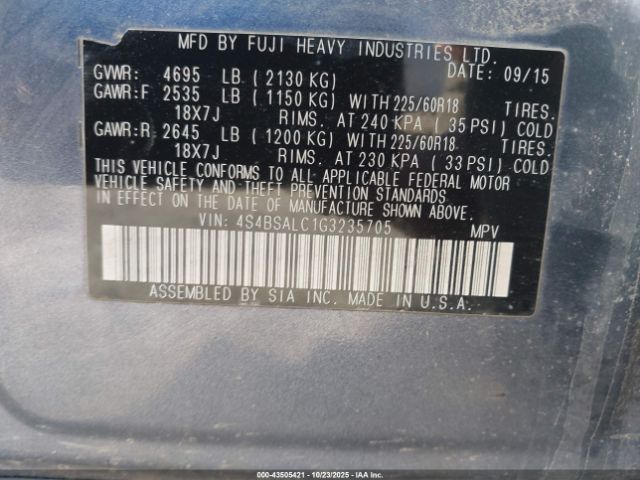 MFD BY FUJI HEAVY INDUSTRIES LTD.
GVWR: 4695 LB (2130 KG) DATE: 09/15
GAWR:F 2535 LB (1150 KG) WITH 225/60R18 TIRES.
18X7J RIMS. AT 240 KPA (35 PSI) COLD
GAWR:R 2645 LB (1200 KG) WITH 225/60R18 TIRES.
18X7J RIMS. AT 230 KPA (33 PSI) COLD
THIS VEHICLE CONFORMS TO ALL APPLICABLE FEDERAL MOTOR
VEHICLE SAFETY AND THEFT PREVENTION STANDARDS
IN EFFECT ON THE DATE OF MANUFACTURE SHOWN ABOVE.
VIN: 4S4BSALC1G3235705 MPV
ASSEMBLED BY SIA INC. MADE IN U.S.A.
000-43505421 - 10/23/2025 - IAAI.COM